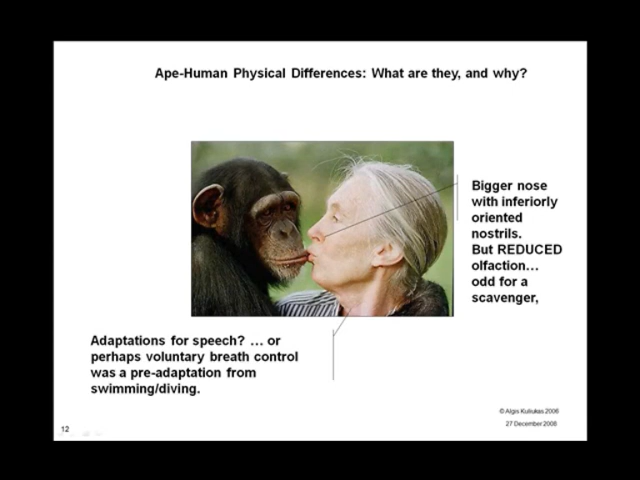 Ape-Human Physical Differences: What are they, and why?
Bigger nose
with inferiorly
oriented
nostrils.
But REDUCED
olfaction…
odd for a
scavenger,
Adaptations for speech? … or
perhaps voluntary breath control
was a pre-adaptation from
swimming/diving.
© Algis Kuliukas 2006
27 December 2008
12